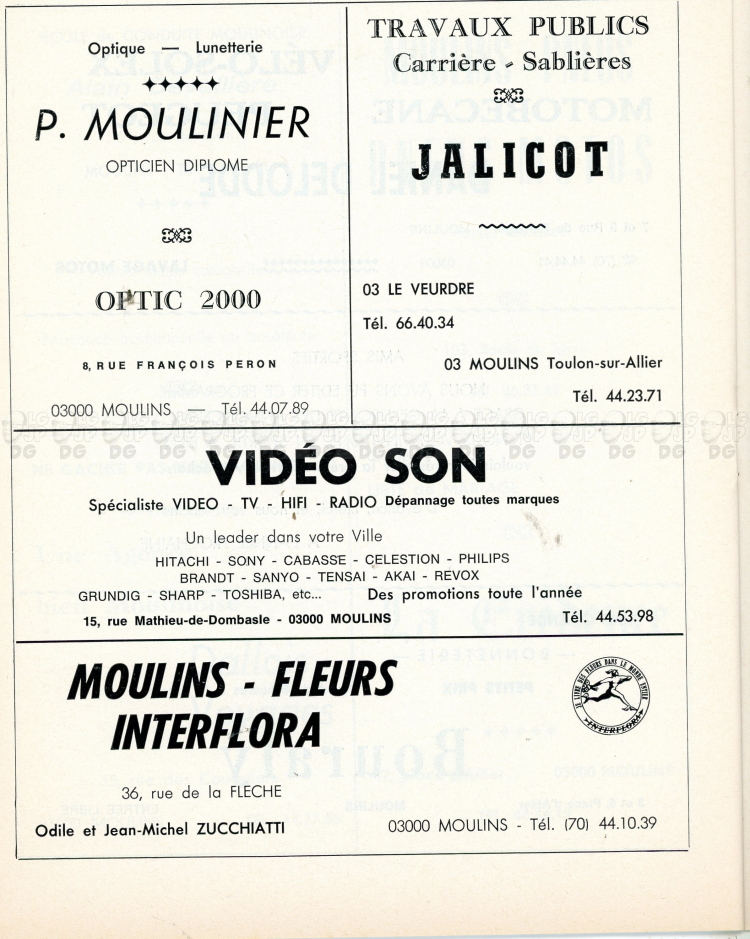 Optique — Lunetterie
P. MOULINIER
OPTICIEN DIPLOME
OPTIC 2000
8, RUE FRANÇOIS PERON
03000 MOULINS — Tél. 44.07.89
TRAVAUX PUBLICS
Carrière - Sablières
JALICOT
03 LE VEURDRE
Tél. 66.40.34
03 MOULINS Toulon-sur-Allier
Tél. 44.23.71
VIDÉO SON
Spécialiste VIDEO - TV - HIFI - RADIO Dépannage toutes marques
Un leader dans votre Ville
HITACHI - SONY - CABASSE - CELESTION - PHILIPS
BRANDT - SANYO - TENSAI - AKAI - REVOX
GRUNDIG - SHARP - TOSHIBA, etc... Des promotions toute l'année
15, rue Mathieu-de-Dombasle - 03000 MOULINS Tél. 44.53.98
MOULINS FLEURS
INTERFLORA
36, rue de la FLECHE
Odile et Jean-Michel ZUCCHIATTI
03000 MOULINS - Tél. (70) 44.10.39
DANS LE MONDE ENTIER
INTERFLORA